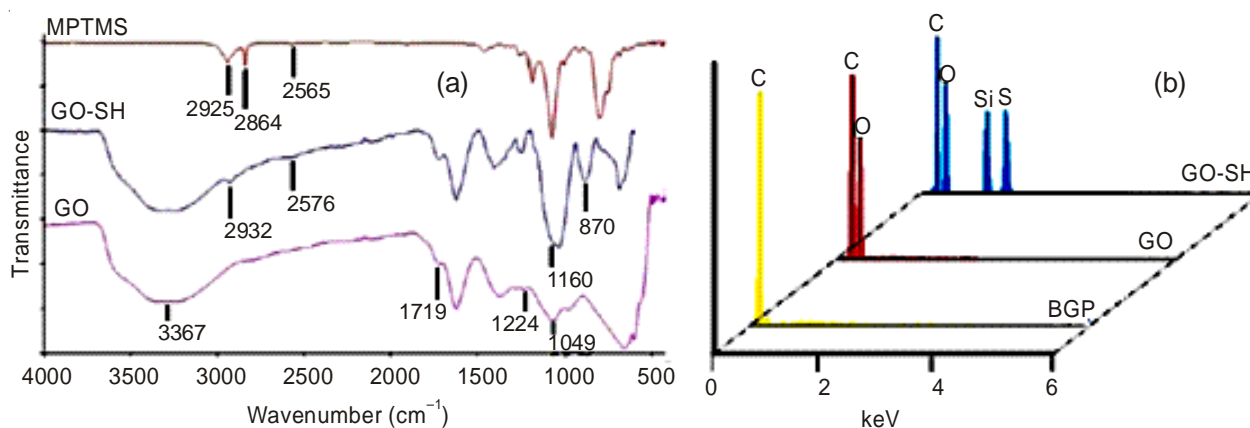 MPTMS
(a)
2925
2864
2565
GO-SH
2932
2576
1160
870
GO
3367
1719
1224
1049
Transmittance
4000 3500 3000 2500 2000 1500 1000 500
Wavenumber (cm⁻¹)
(b)
C
C
O
C
O
Si
S
GO-SH
GO
BGP
0 2 4 6
keV